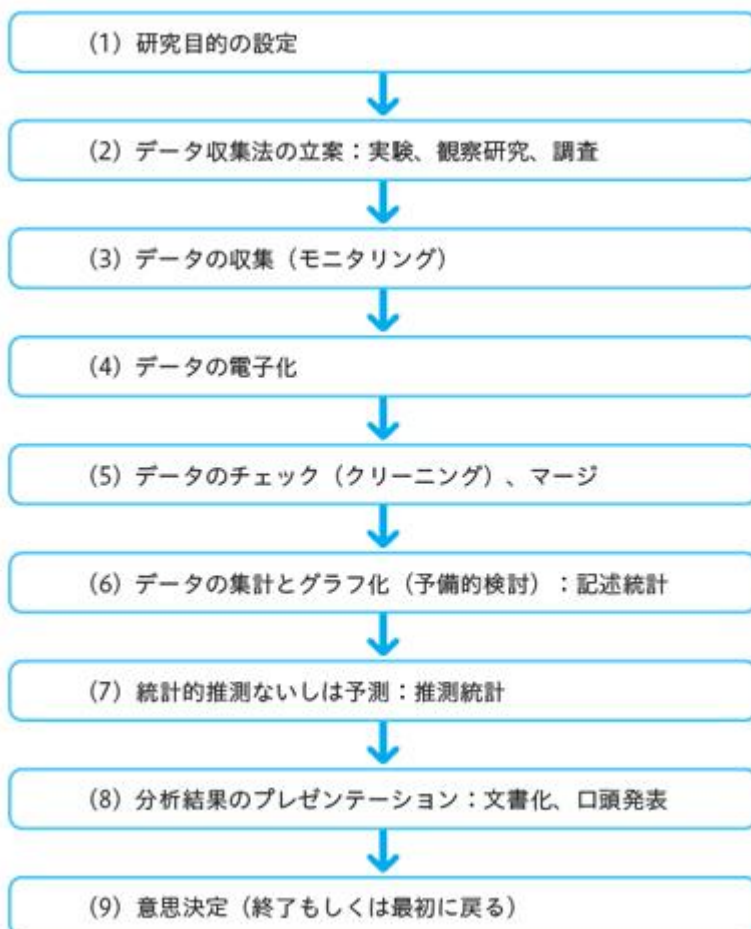 (1) 研究目的の設定
(2) データ収集法の立案：実験、観察研究、調査
(3) データの収集（モニタリング）
(4) データの電子化
(5) データのチェック（クリーニング）、マージ
(6) データの集計とグラフ化（予備的検討）：記述統計
(7) 統計的推測ないしは予測：推測統計
(8) 分析結果のプレゼンテーション：文書化、口頭発表
(9) 意思決定（終了もしくは最初に戻る）